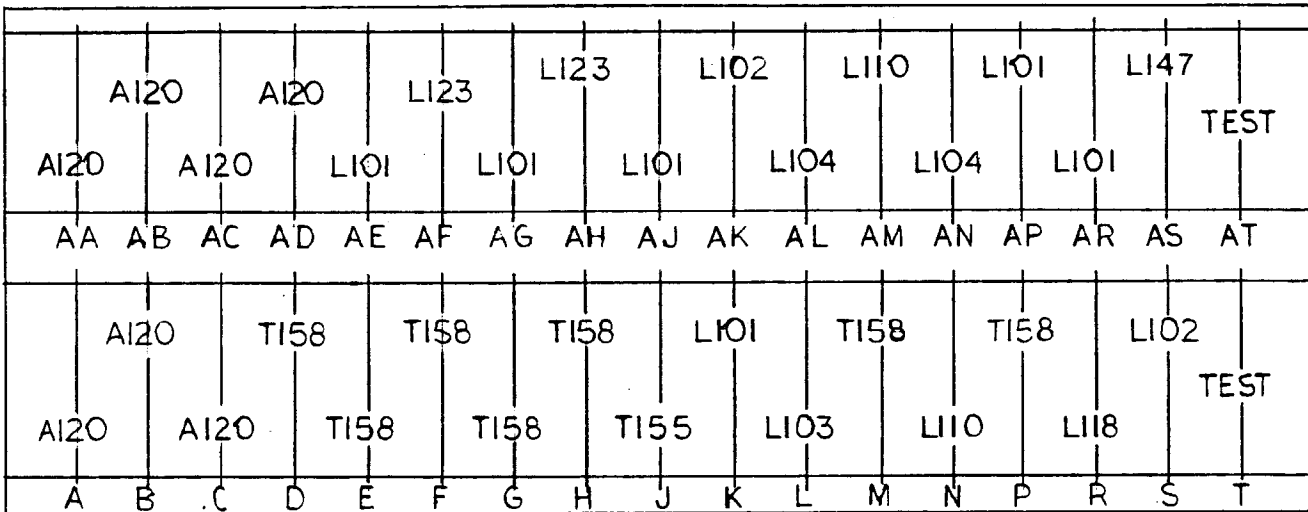 L123 L102 L110 L101 L147
A120 A120 L123
TEST
A120 A120 L101 L101 L101 L104 L104 L101
AA AB AC AD AE AF AG AH AJ AK AL AM AN AP AR AS AT
A120 T158 T158 T158 L101 T158 T158 L102
TEST
A120 A120 T158 T158 T155 L103 L110 L118
A B C D E F G H J K L M N P R S T